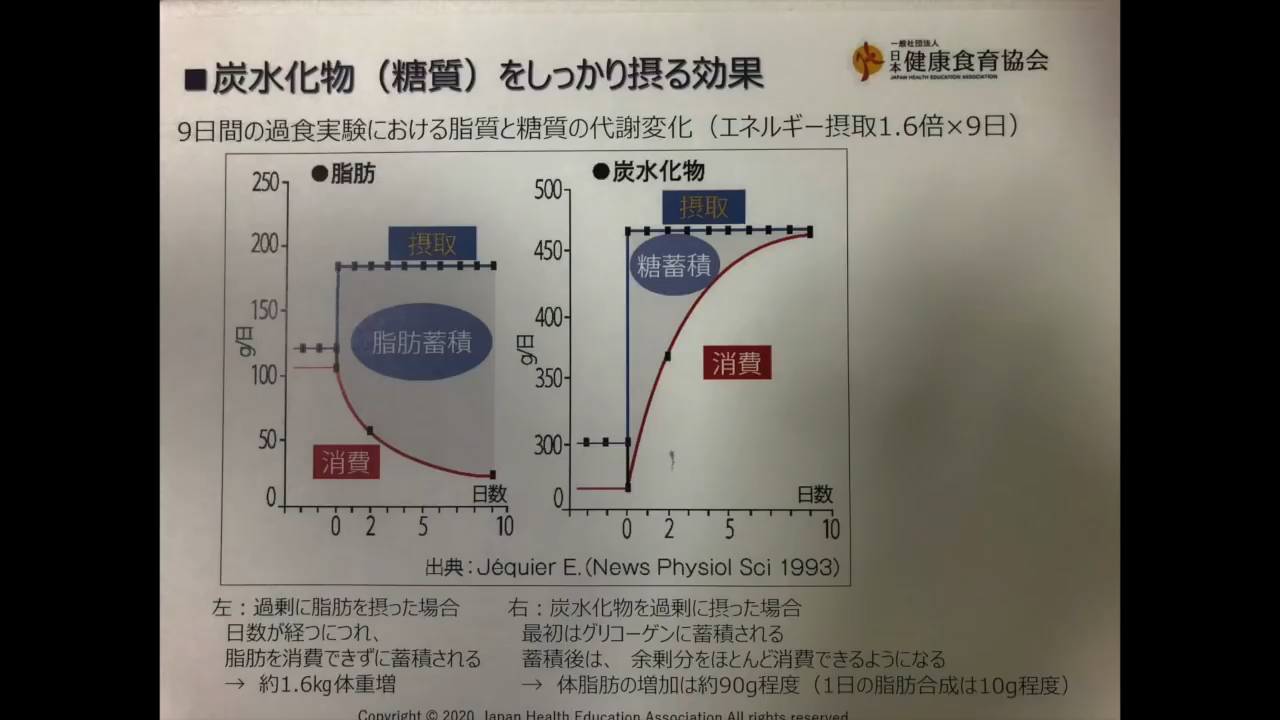 一般社団法人
日本健康食育協会
JAPAN HEALTH EDUCATION ASSOCIATION
■炭水化物（糖質）をしっかり摂る効果
9日間の過食実験における脂質と糖質の代謝変化（エネルギー摂取1.6倍×9日）
●脂肪
250
200
150
100
50
0
g/日
摂取
脂肪蓄積
消費
日数
0 2 5 10
●炭水化物
500
450
400
350
300
0
g/日
摂取
糖蓄積
消費
日数
0 2 5 10
出典：Jéquier E.（News Physiol Sci 1993）
左：過剰に脂肪を摂った場合
日数が経つにつれ、
脂肪を消費できずに蓄積される
→ 約1.6kg体重増
右：炭水化物を過剰に摂った場合
最初はグリコーゲンに蓄積される
蓄積後は、余剰分をほとんど消費できるようになる
→ 体脂肪の増加は約90g程度（1日の脂肪合成は10g程度）
Copyright © 2020 Japan Health Education Association All rights reserved